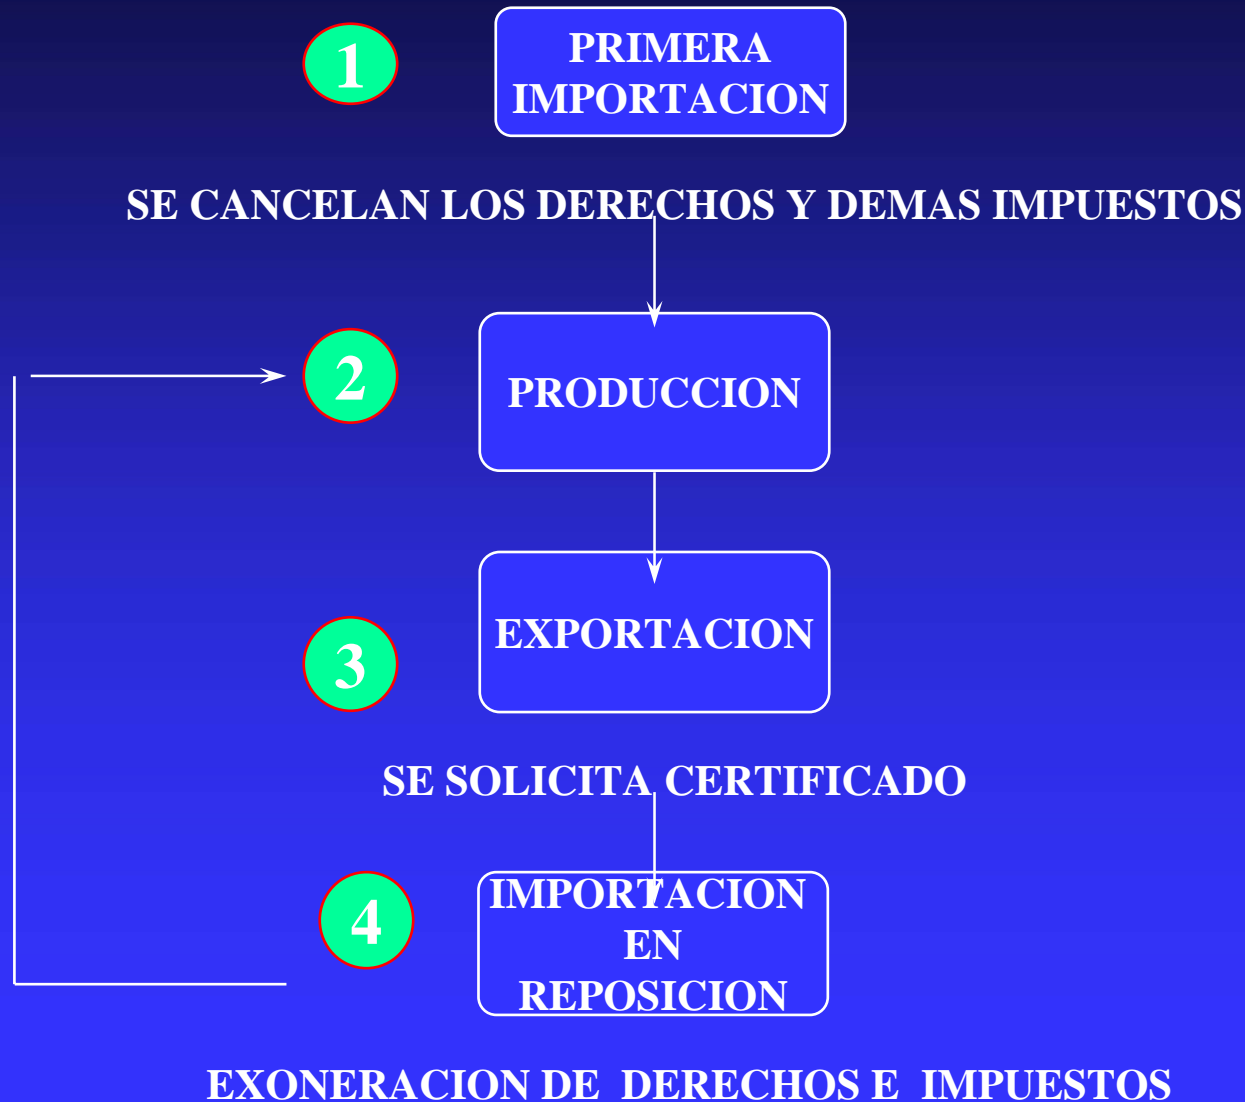 1
PRIMERA
IMPORTACION
SE CANCELAN LOS DERECHOS Y DEMAS IMPUESTOS
2
PRODUCCION
3
EXPORTACION
SE SOLICITA CERTIFICADO
4
IMPORTACION
EN
REPOSICION
EXONERACION DE DERECHOS E IMPUESTOS